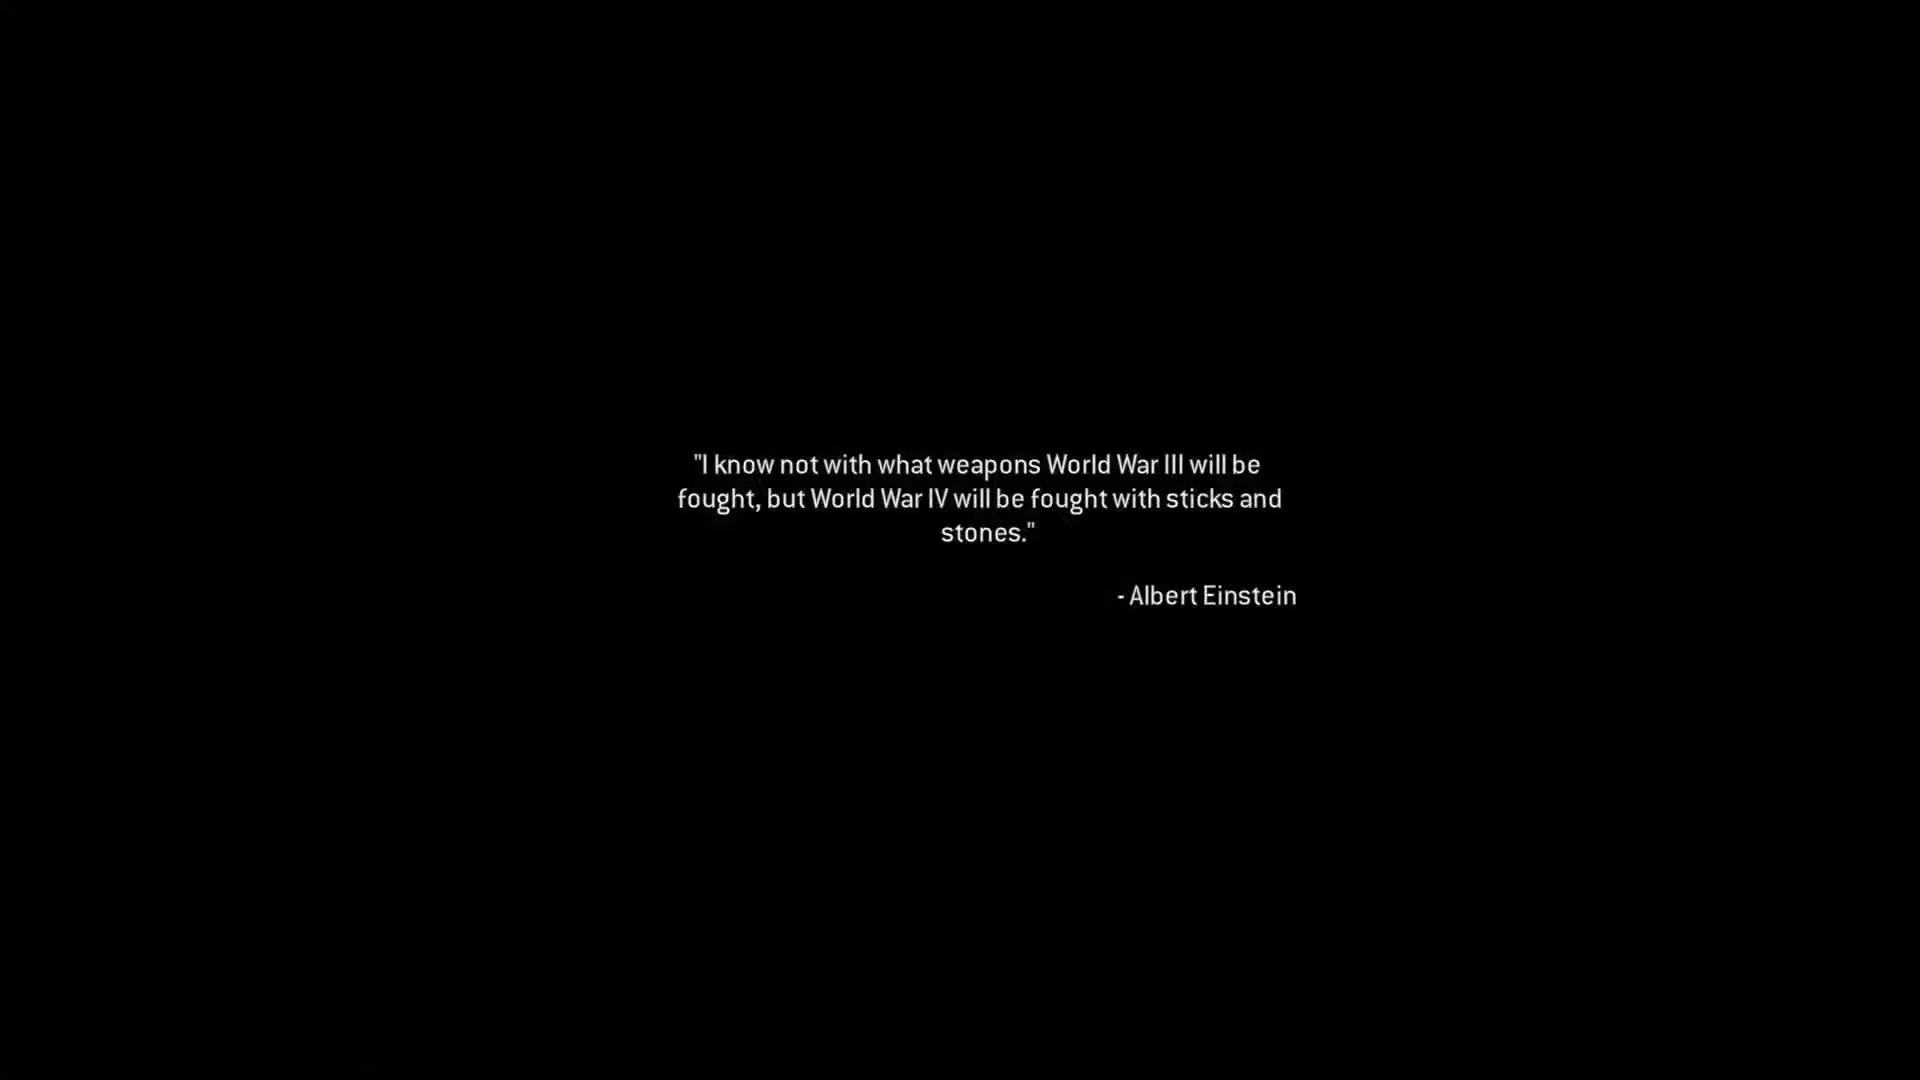 "I know not with what weapons World War III will be
fought, but World War IV will be fought with sticks and
stones."
- Albert Einstein